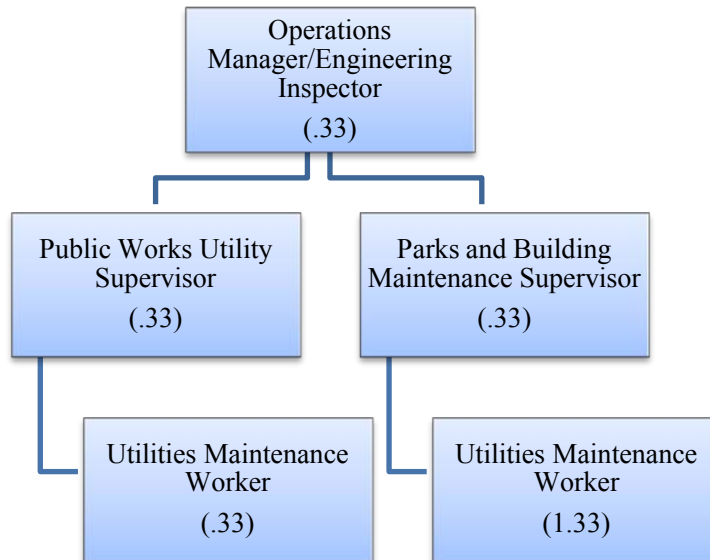 Operations
Manager/Engineering
Inspector
(.33)
Public Works Utility
Supervisor
(.33)
Parks and Building
Maintenance Supervisor
(.33)
Utilities Maintenance
Worker
(.33)
Utilities Maintenance
Worker
(1.33)